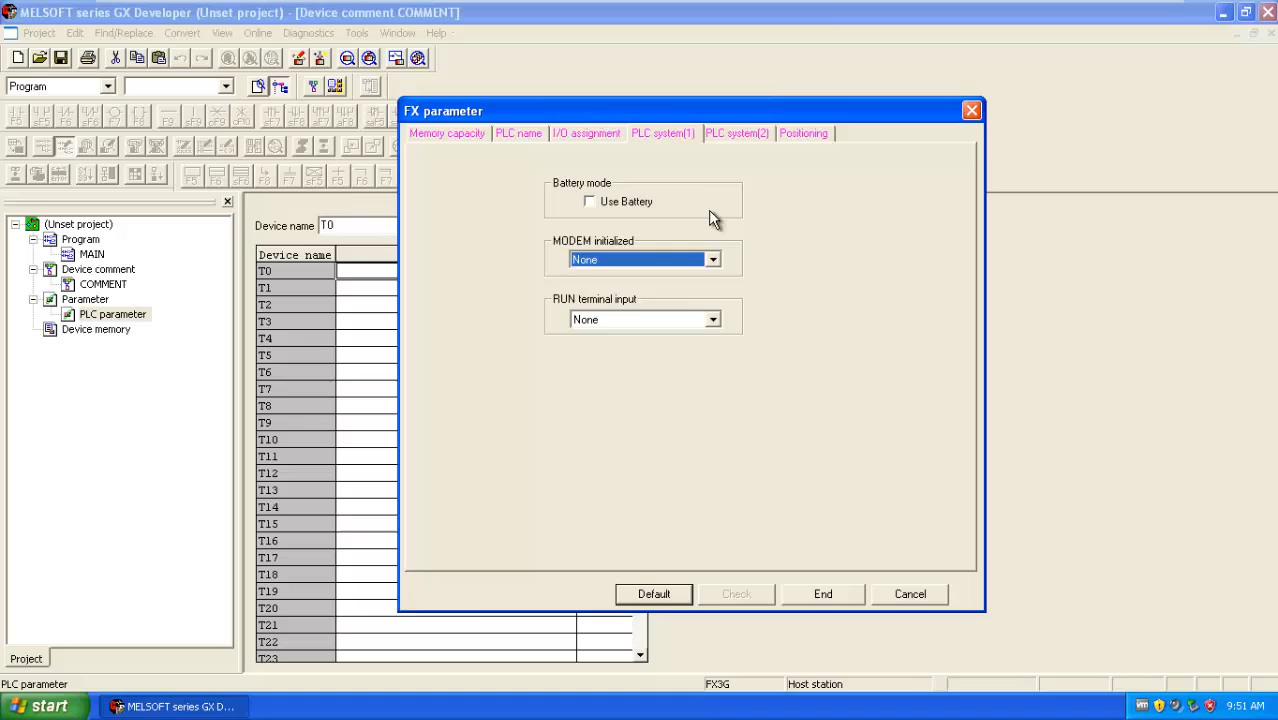 MELSOFT series GX Developer (Unset project) - [Device comment COMMENT]
Project Edit Find/Replace Convert View Online Diagnostics Tools Window Help
Program
FX parameter
Memory capacity PLC name I/O assignment PLC system(1) PLC system(2) Positioning
Battery mode
Use Battery
MODEM initialized
None
RUN terminal input
None
Default Check End Cancel
(Unset project)
Program
MAIN
Device comment
COMMENT
Parameter
PLC parameter
Device memory
Project
Device name T0
Device name
T0
T1
T2
T3
T4
T5
T6
T7
T8
T9
T10
T11
T12
T13
T14
T15
T16
T17
T18
T19
T20
T21
T22
T23
PLC parameter FX3G Host station
start MELSOFT series GX D... 9:51 AM